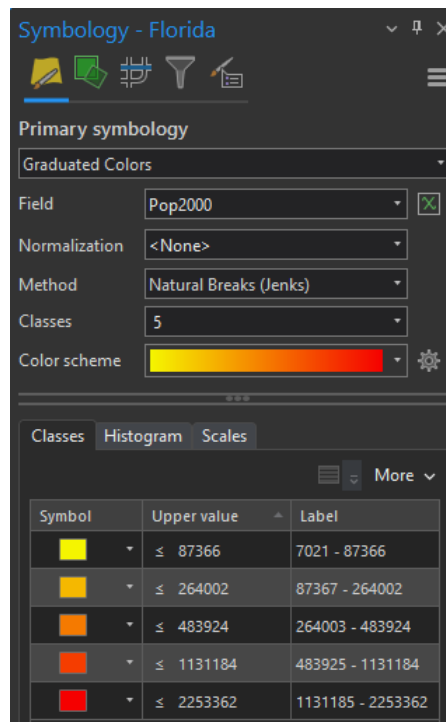 Symbology - Florida
Primary symbology
Graduated Colors
Field Pop2000
Normalization <None>
Method Natural Breaks (Jenks)
Classes 5
Color scheme
Classes Histogram Scales
More
Symbol Upper value Label
≤ 87366 7021 - 87366
≤ 264002 87367 - 264002
≤ 483924 264003 - 483924
≤ 1131184 483925 - 1131184
≤ 2253362 1131185 - 2253362